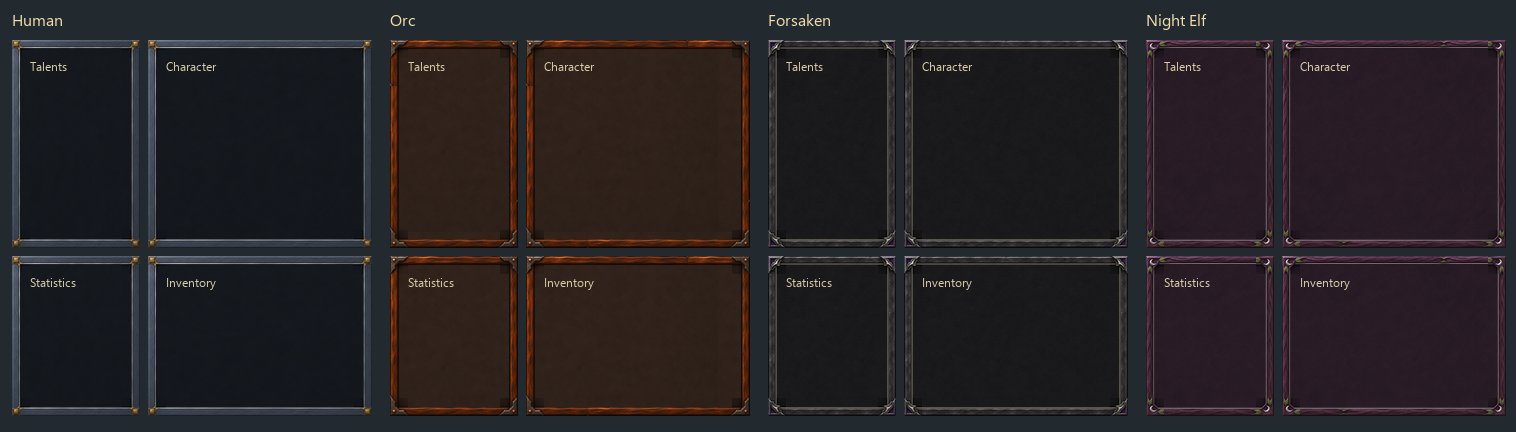 Human
Talents
Character
Statistics
Inventory
Orc
Talents
Character
Statistics
Inventory
Forsaken
Talents
Character
Statistics
Inventory
Night Elf
Talents
Character
Statistics
Inventory